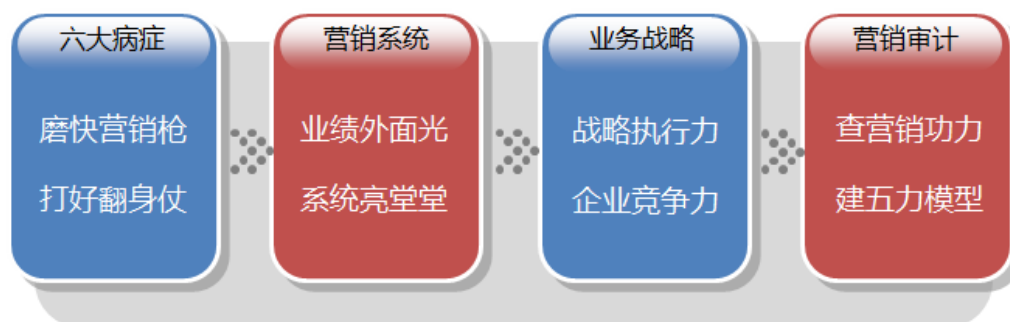 六大病症
磨快营销枪
打好翻身仗
营销系统
业绩外面光
系统亮堂堂
业务战略
战略执行力
企业竞争力
营销审计
查营销功力
建五力模型